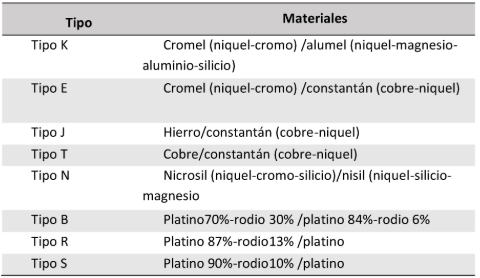 Tipo Materiales
Tipo K Cromel (niquel-cromo) /alumel (niquel-magnesio-
aluminio-silicio)
Tipo E Cromel (niquel-cromo) /constantán (cobre-niquel)
Tipo J Hierro/constantán (cobre-niquel)
Tipo T Cobre/constantán (cobre-niquel)
Tipo N Nicrosil (niquel-cromo-silicio)/nisil (niquel-silicio-
magnesio
Tipo B Platino70%-rodio 30% /platino 84%-rodio 6%
Tipo R Platino 87%-rodio13% /platino
Tipo S Platino 90%-rodio10% /platino